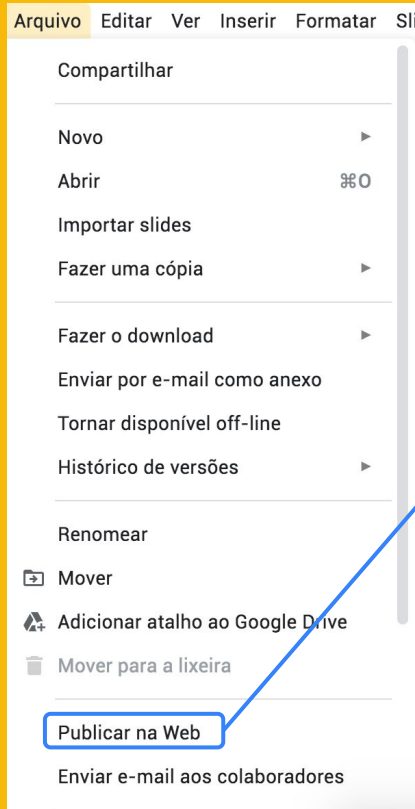 Arquivo Editar Ver Inserir Formatar Sli
Compartilhar
Novo ►
Abrir ⌘O
Importar slides
Fazer uma cópia ►
Fazer o download ►
Enviar por e-mail como anexo
Tornar disponível off-line
Histórico de versões ►
Renomear
Mover
Adicionar atalho ao Google Drive
Mover para a lixeira
Publicar na Web
Enviar e-mail aos colaboradores